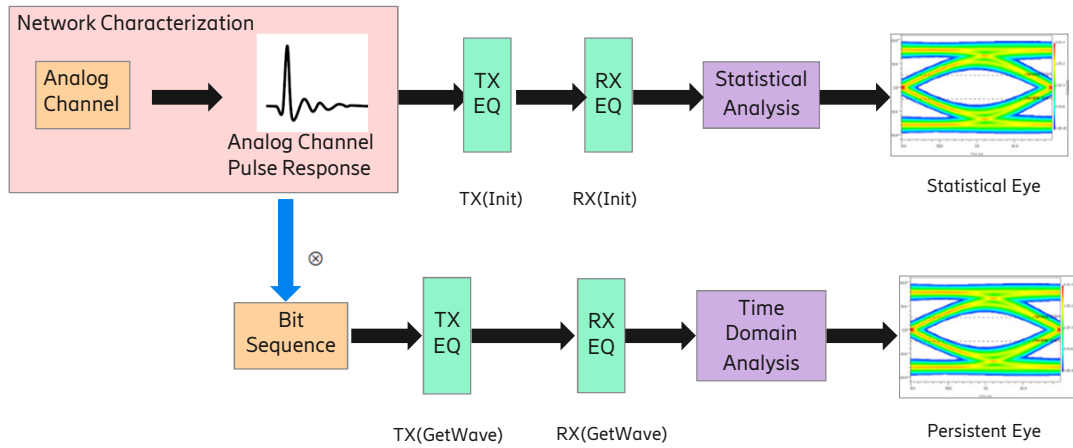 Network Characterization
Analog
Channel
Analog Channel
Pulse Response
TX
EQ
RX
EQ
Statistical
Analysis
TX(Init)
RX(Init)
Statistical Eye
⊗
Bit
Sequence
TX
EQ
RX
EQ
Time
Domain
Analysis
TX(GetWave)
RX(GetWave)
Persistent Eye